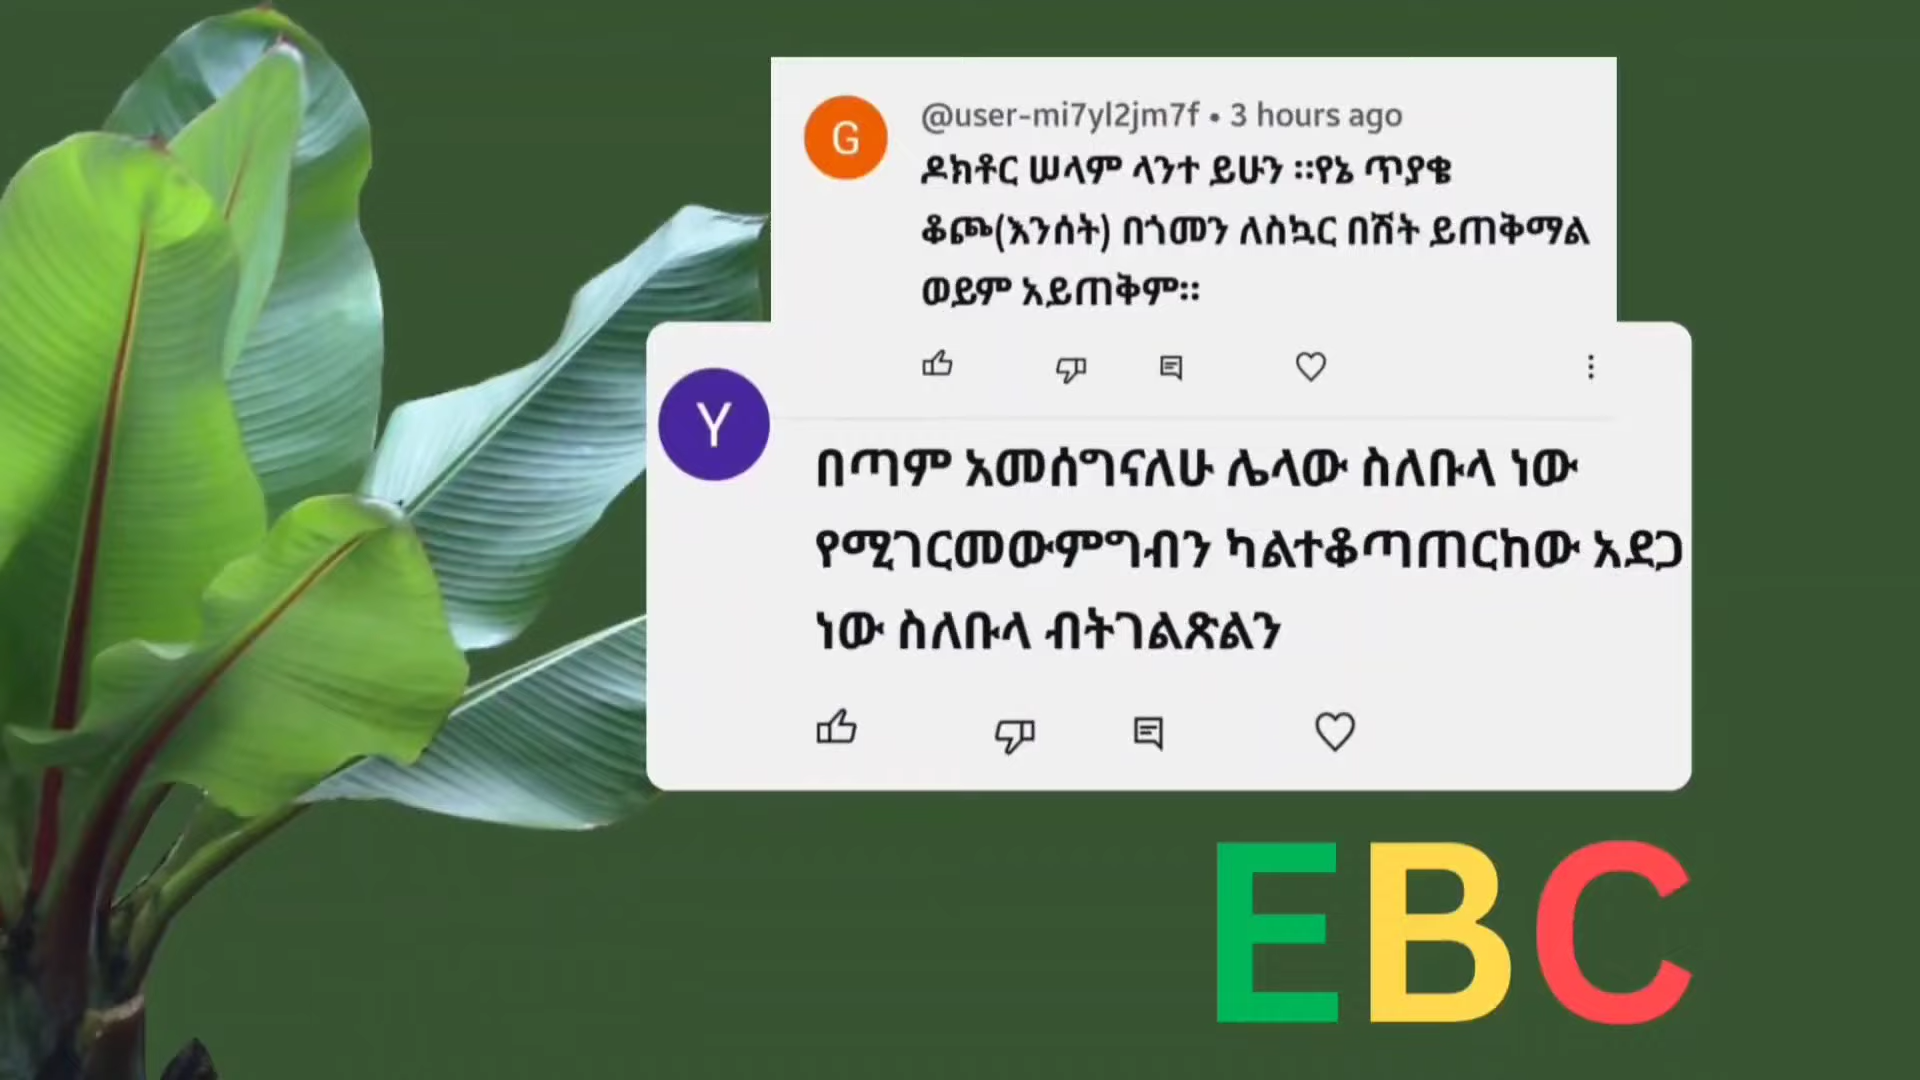 G
@user-mi7yl2jm7f • 3 hours ago
ዶክቶር ሠላም ላንተ ይሁን ።የኔ ጥያቄ
ቆጮ(እንሰት) በጎመን ለስኳር በሽት ይጠቅማል
ወይም አይጠቅም።
Y
በጣም አመሰግናለሁ ሌላው ስለቡላ ነው
የሚገርመውምግብን ካልተቆጣጠርከው አደጋ
ነው ስለቡላ ብትገልጽልን
EBC